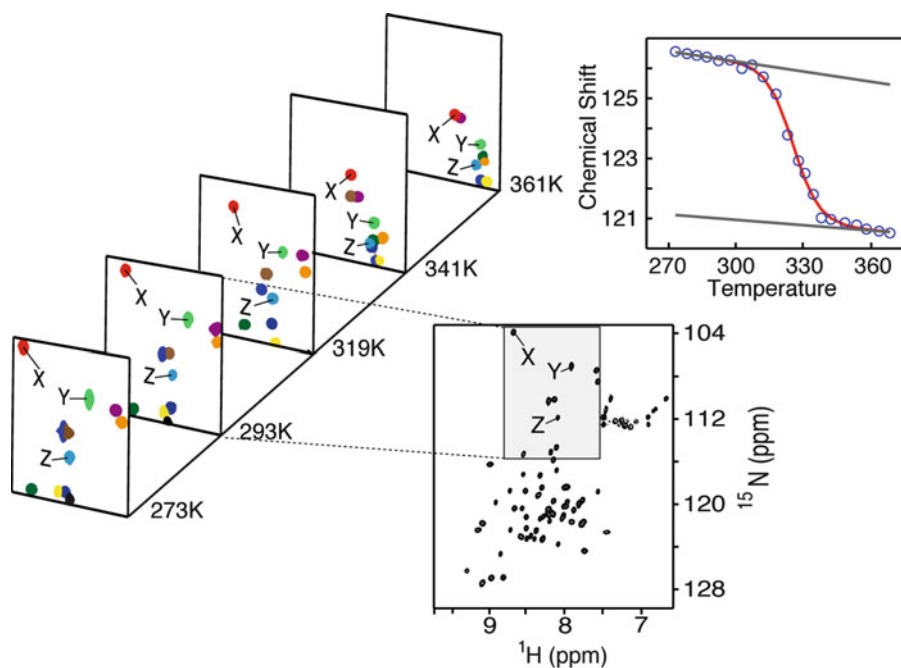 X
Y
Z
273K
X
Y
Z
293K
X
Y
Z
319K
X
Y
Z
341K
X
Y
Z
361K
Chemical Shift
125
123
121
270 300 330 360
Temperature
X
Y
Z
104
112
120
128
15 N (ppm)
9 8 7
1H (ppm)